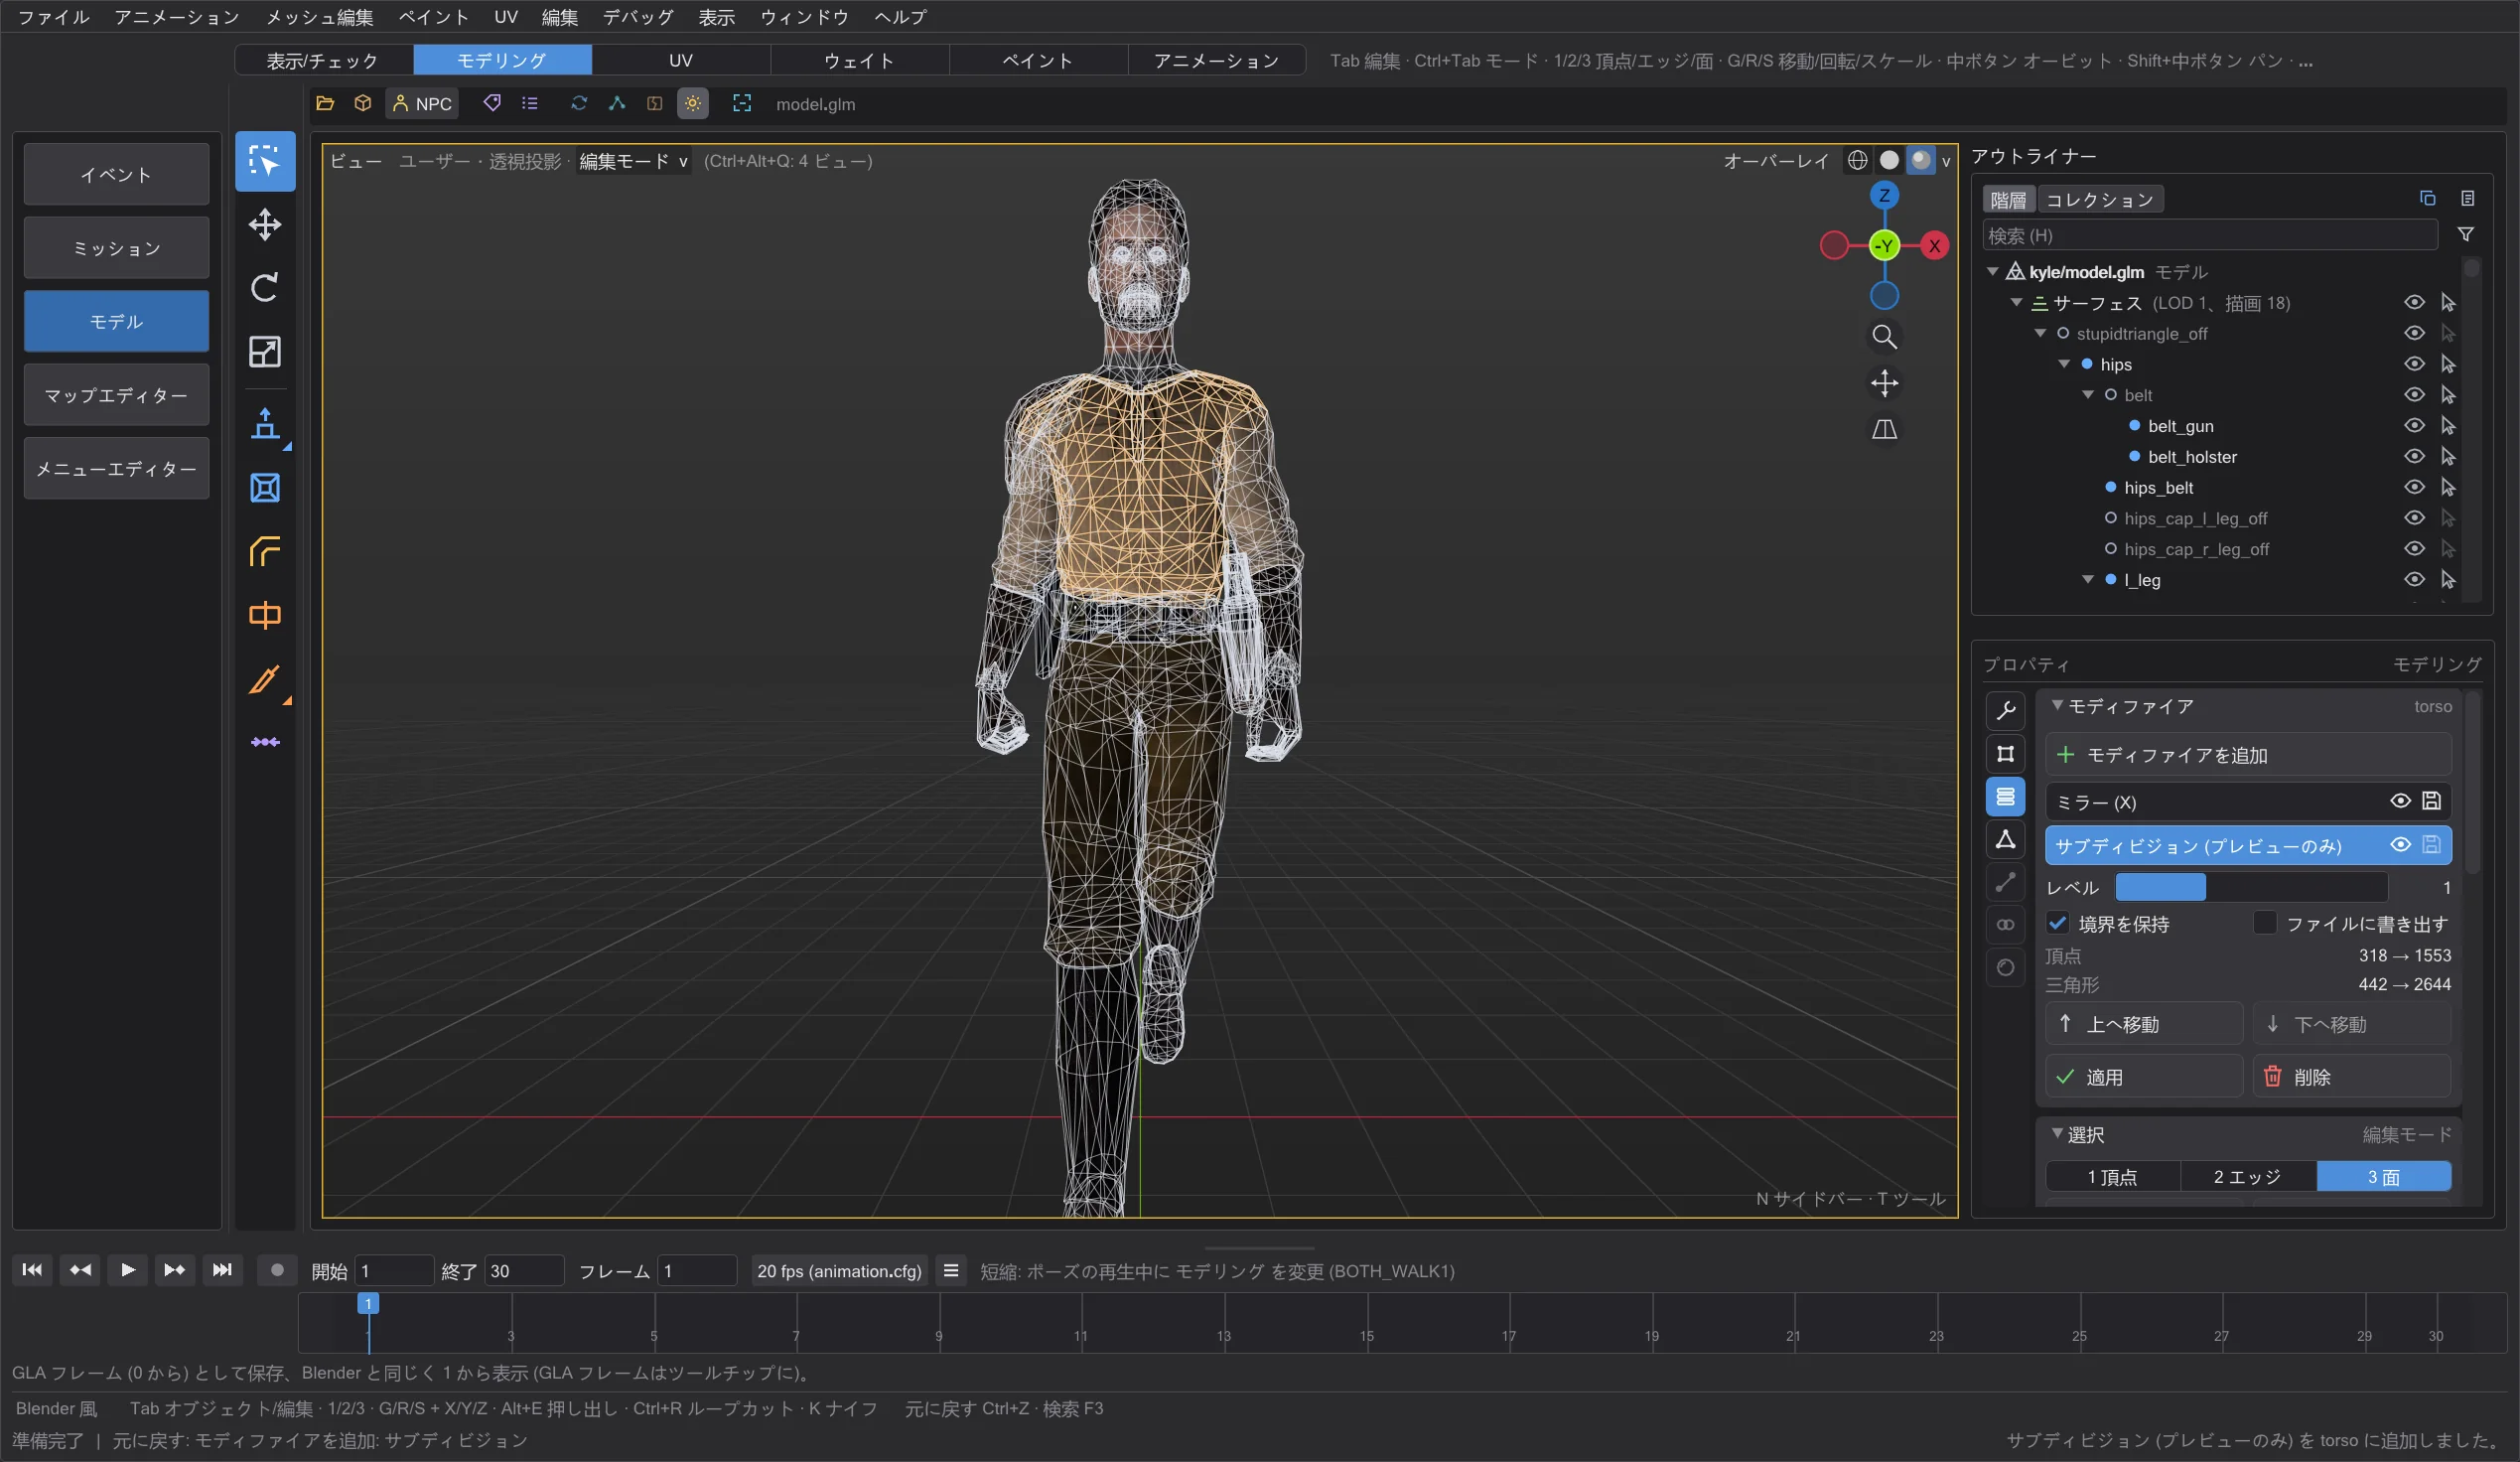 ファイル アニメーション メッシュ編集 ペイント UV 編集 デバッグ 表示 ウィンドウ ヘルプ
表示/チェック モデリング UV ウェイト ペイント アニメーション Tab 編集 · Ctrl+Tab モード · 1/2/3 頂点/エッジ/面 · G/R/S 移動/回転/スケール · 中ボタン オービット · Shift+中ボタン パン · ...
NPC model.glm
イベント
ミッション
モデル
マップエディター
メニューエディター
ビュー ユーザー · 透視投影 · 編集モード v (Ctrl+Alt+Q: 4 ビュー) オーバーレイ v
Z
-Y X
N サイドバー · T ツール
アウトライナー
階層 コレクション
検索 (H)
kyle/model.glm モデル
サーフェス (LOD 1、描画 18)
stupidtriangle_off
hips
belt
belt_gun
belt_holster
hips_belt
hips_cap_l_leg_off
hips_cap_r_leg_off
l_leg
プロパティ モデリング
モディファイア torso
モディファイアを追加
ミラー (X)
サブディビジョン (プレビューのみ)
レベル 1
境界を保持 ファイルに書き出す
頂点 318 → 1553
三角形 442 → 2644
上へ移動 下へ移動
適用 削除
選択 編集モード
1 頂点 2 エッジ 3 面
開始 1 終了 30 フレーム 1 20 fps (animation.cfg) 短縮: ポーズの再生中に モデリング を変更 (BOTH_WALK1)
1
1 3 5 7 9 11 13 15 17 19 21 23 25 27 29 30
GLA フレーム (0 から) として保存、Blender と同じく 1 から表示 (GLA フレームはツールチップに)。
Blender 風 Tab オブジェクト/編集 · 1/2/3 · G/R/S + X/Y/Z · Alt+E 押し出し · Ctrl+R ループカット · K ナイフ 元に戻す Ctrl+Z · 検索 F3
準備完了 | 元に戻す: モディファイアを追加: サブディビジョン サブディビジョン (プレビューのみ) を torso に追加しました。